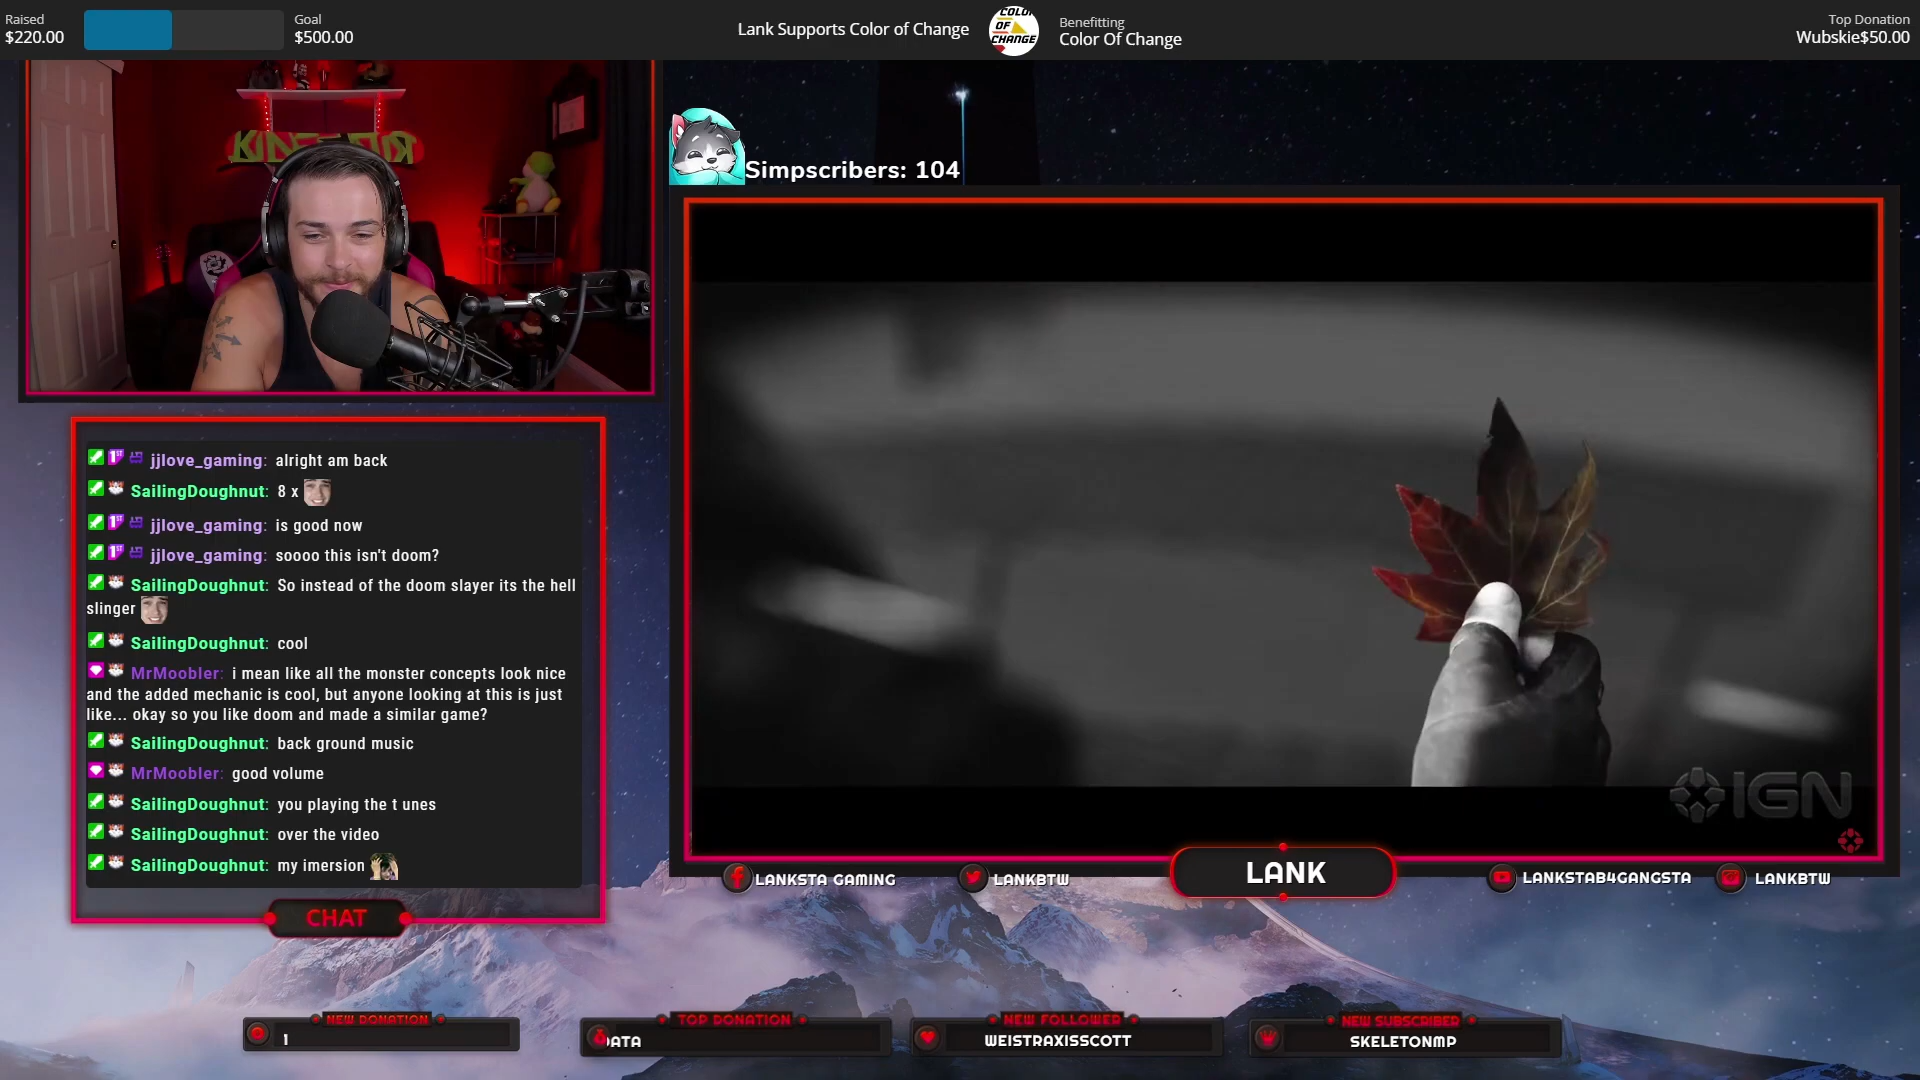 Raised
$220.00
Goal
$500.00
Lank Supports Color of Change
COLOR
OF
CHANGE
Benefitting
Color Of Change
Top Donation
Wubskie$50.00
Simpscribers: 104
jjlove_gaming: alright am back
SailingDoughnut: 8 x
jjlove_gaming: is good now
jjlove_gaming: soooo this isn't doom?
SailingDoughnut: So instead of the doom slayer its the hell
slinger
SailingDoughnut: cool
MrMoobler: i mean like all the monster concepts look nice
and the added mechanic is cool, but anyone looking at this is just
like... okay so you like doom and made a similar game?
SailingDoughnut: back ground music
MrMoobler: good volume
SailingDoughnut: you playing the t unes
SailingDoughnut: over the video
SailingDoughnut: my imersion
CHAT
IGN
LANKSTA GAMING
LANKBTW
LANK
LANKSTAB4GANGSTA
LANKBTW
NEW DONATION
1
TOP DONATION
DATA
NEW FOLLOWER
WEISTRAXISSCOTT
NEW SUBSCRIBER
SKELETONMP